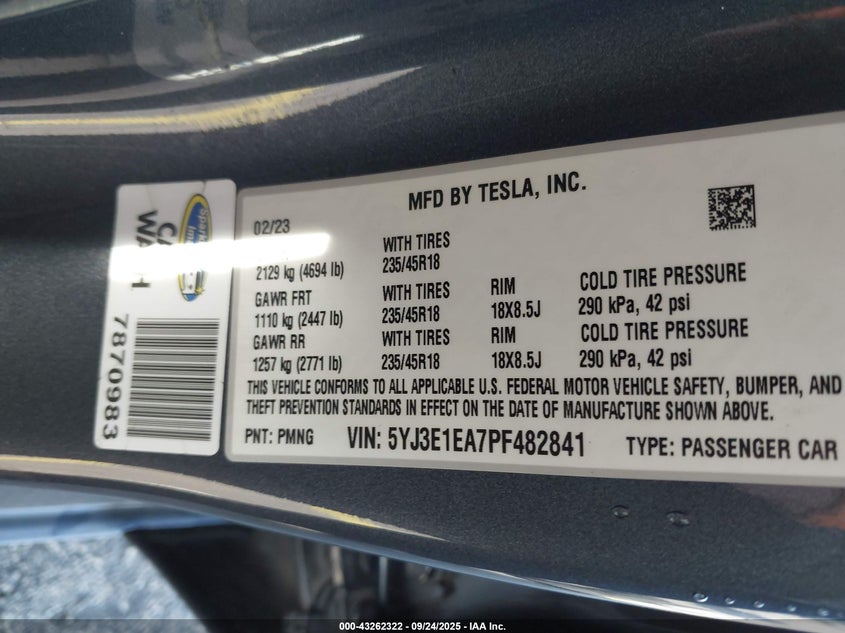 MFD BY TESLA, INC.
02/23
2129 kg (4694 lb)
WITH TIRES
235/45R18
GAWR FRT
1110 kg (2447 lb)
WITH TIRES
235/45R18
RIM
18X8.5J
COLD TIRE PRESSURE
290 kPa, 42 psi
GAWR RR
1257 kg (2771 lb)
WITH TIRES
235/45R18
RIM
18X8.5J
COLD TIRE PRESSURE
290 kPa, 42 psi
THIS VEHICLE CONFORMS TO ALL APPLICABLE U.S. FEDERAL MOTOR VEHICLE SAFETY, BUMPER, AND
THEFT PREVENTION STANDARDS IN EFFECT ON THE DATE OF MANUFACTURE SHOWN ABOVE.
PNT: PMNG
VIN: 5YJ3E1EA7PF482841
TYPE: PASSENGER CAR
7870983
000-43262322 - 09/24/2025 - IAA Inc.